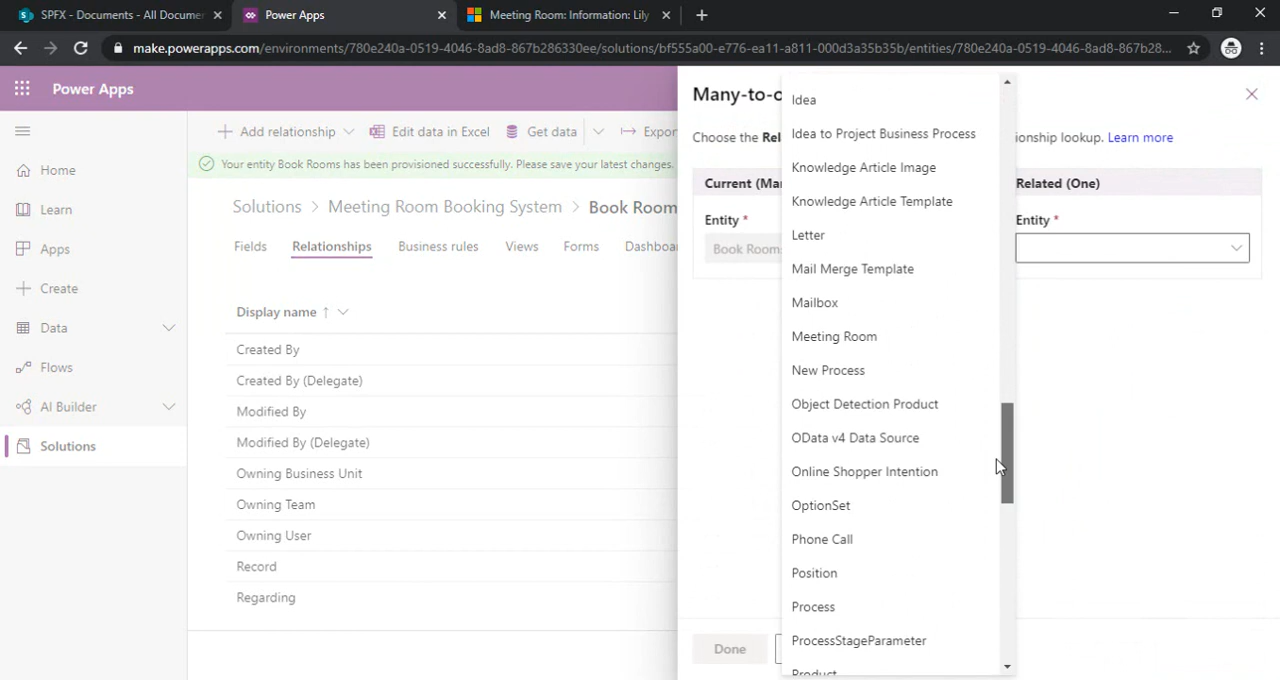 SPFX - Documents - All Docume
Power Apps
Meeting Room: Information: Lily
make.powerapps.com/environments/780e240a-0519-4046-8ad8-867b286330ee/solutions/bf555a00-e776-ea11-a811-000d3a35b35b/entities/780e240a-0519-4046-8ad8-867b28...
Power Apps
Home
Learn
Apps
Create
Data
Flows
AI Builder
Solutions
Add relationship
Edit data in Excel
Get data
Expor
Your entity Book Rooms has been provisioned successfully. Please save your latest changes.
Solutions > Meeting Room Booking System > Book Room
Fields Relationships Business rules Views Forms Dashboa
Display name
Created By
Created By (Delegate)
Modified By
Modified By (Delegate)
Owning Business Unit
Owning Team
Owning User
Record
Regarding
Many-to-o
Choose the Rel
ionship lookup. Learn more
Current (Ma
Related (One)
Entity *
Entity *
Book Rooms
Idea
Idea to Project Business Process
Knowledge Article Image
Knowledge Article Template
Letter
Mail Merge Template
Mailbox
Meeting Room
New Process
Object Detection Product
OData v4 Data Source
Online Shopper Intention
OptionSet
Phone Call
Position
Process
ProcessStageParameter
Product
Done